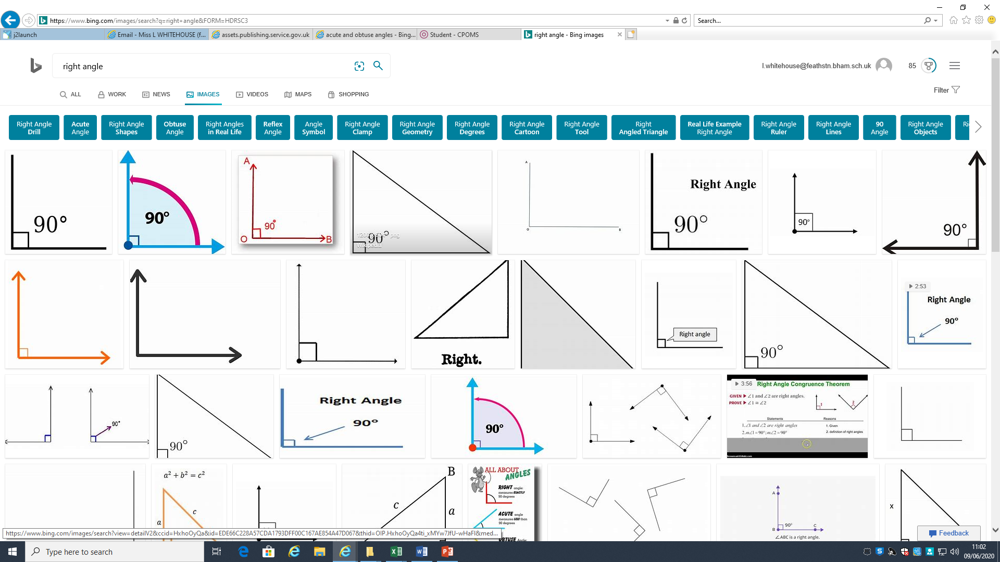 https://www.bing.com/images/search?q=right+angle&FORM=HDRSC3
Search...
j2launch
Email - Miss L WHITEHOUSE (f...
assets.publishing.service.gov.uk
acute and obtuse angles - Bing...
Student - CPOMS
right angle - Bing images
right angle
l.whitehouse@feathstn.bham.sch.uk
85
ALL
WORK
NEWS
IMAGES
VIDEOS
MAPS
SHOPPING
Filter
Right Angle
Drill
Acute
Angle
Right Angle
Shapes
Obtuse
Angle
Right Angles
in Real Life
Reflex
Angle
Angle
Symbol
Right Angle
Clamp
Right Angle
Geometry
Right Angle
Degrees
Right Angle
Cartoon
Right Angle
Tool
Right
Angled Triangle
Real Life Example
Right Angle
Right Angle
Ruler
Right Angle
Lines
90
Angle
Right Angle
Objects
Ri
90°
90°
A
90°
O
B
90°
png
Wikipedia
A
O
B
Right Angle
90°
90°
90°
Right.
Right angle
90°
2:53
Right Angle
90°
90°
90°
Right Angle
90°
90°
3:56
Right Angle Congruence Theorem
GIVEN ▶ ∠1 and ∠2 are right angles.
PROVE ▶ ∠1 ≅ ∠2
1
2
Statements
Reasons
1. ∠1 and ∠2 are right angles
1. Given
2. m∠1 = 90°; m∠2 = 90°
2. definition of right angles
Screencast-O-Matic.com
a² + b² = c²
c
a
B
c
a
ALL ABOUT
ANGLES
RIGHT angle:
measures EXACTLY
90 degrees
ACUTE angle
measures LESS than
90 degrees
OBTUSE Angle:
A
90°
B
C
∠ABC is a right angle.
x
https://www.bing.com/images/search?view=detailV2&ccid=HxhoOyQa&id=EDE66C228A57CDA1793DFF00C167AE854A47D067&thid=OIP.HxhoOyQa4ti_xMYw7JfU-wHaFI&med...
Feedback
Type here to search
11:02
09/06/2020